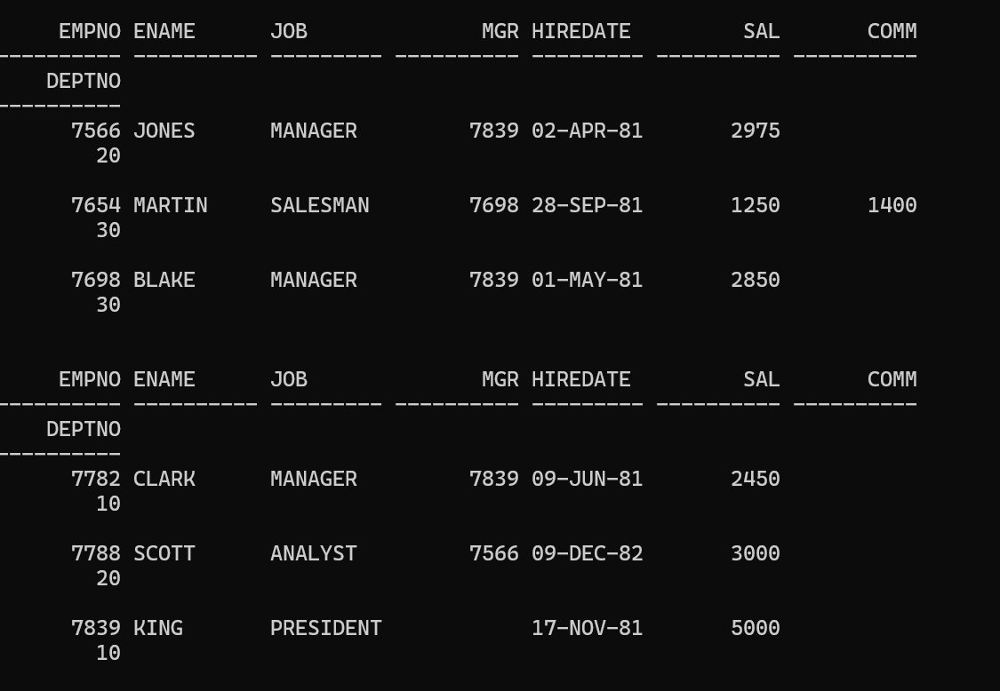 EMPNO ENAME      JOB              MGR HIREDATE         SAL       COMM
---------- ---------- --------- ---------- --------- ---------- ----------
    DEPTNO
----------
      7566 JONES      MANAGER         7839 02-APR-81       2975
        20
      7654 MARTIN     SALESMAN        7698 28-SEP-81       1250       1400
        30
      7698 BLAKE      MANAGER         7839 01-MAY-81       2850
        30
     EMPNO ENAME      JOB              MGR HIREDATE         SAL       COMM
---------- ---------- --------- ---------- --------- ---------- ----------
    DEPTNO
----------
      7782 CLARK      MANAGER         7839 09-JUN-81       2450
        10
      7788 SCOTT      ANALYST         7566 09-DEC-82       3000
        20
      7839 KING       PRESIDENT            17-NOV-81       5000
        10